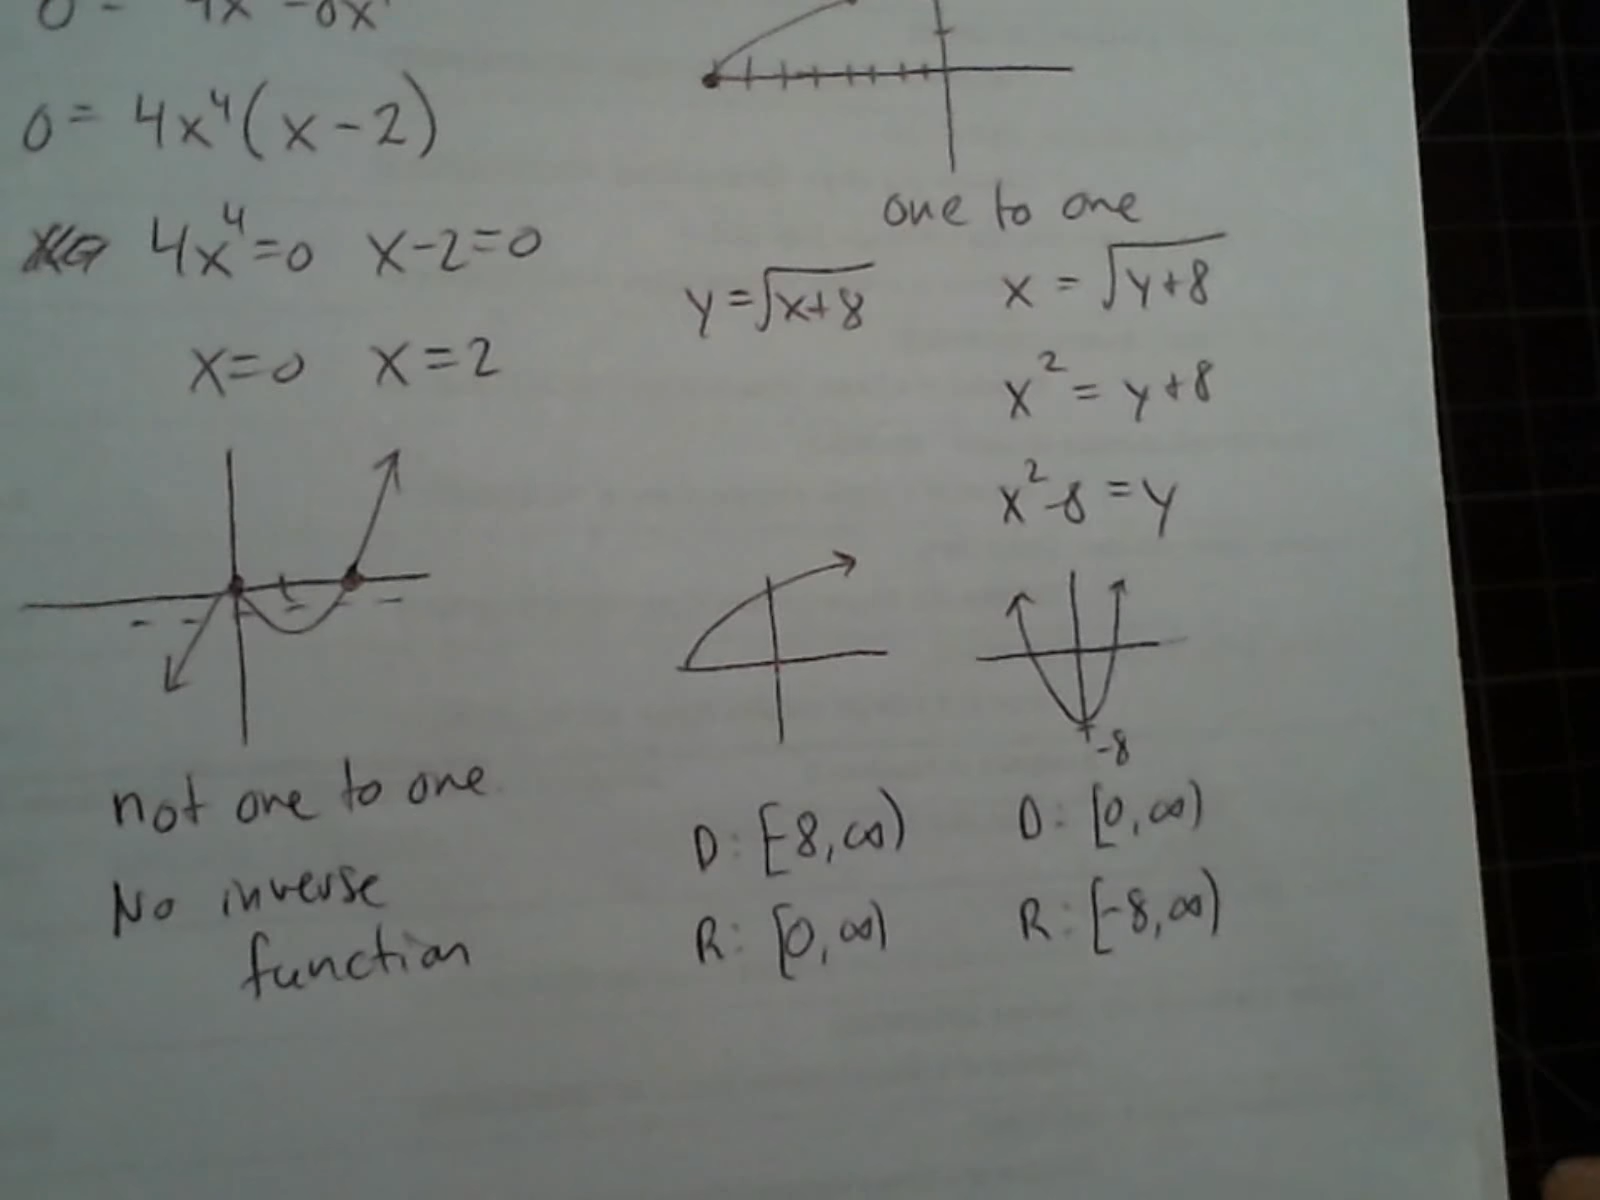 0 = 4x⁴(x-2)
4x⁴=0 x-2=0
x=0 x=2
not one to one
No inverse
function
one to one
y=√x+8
x = √y+8
x² = y+8
x²-8 = y
-8
D: [-8,∞)
R: [0,∞)
D: [0,∞)
R: [-8,∞)